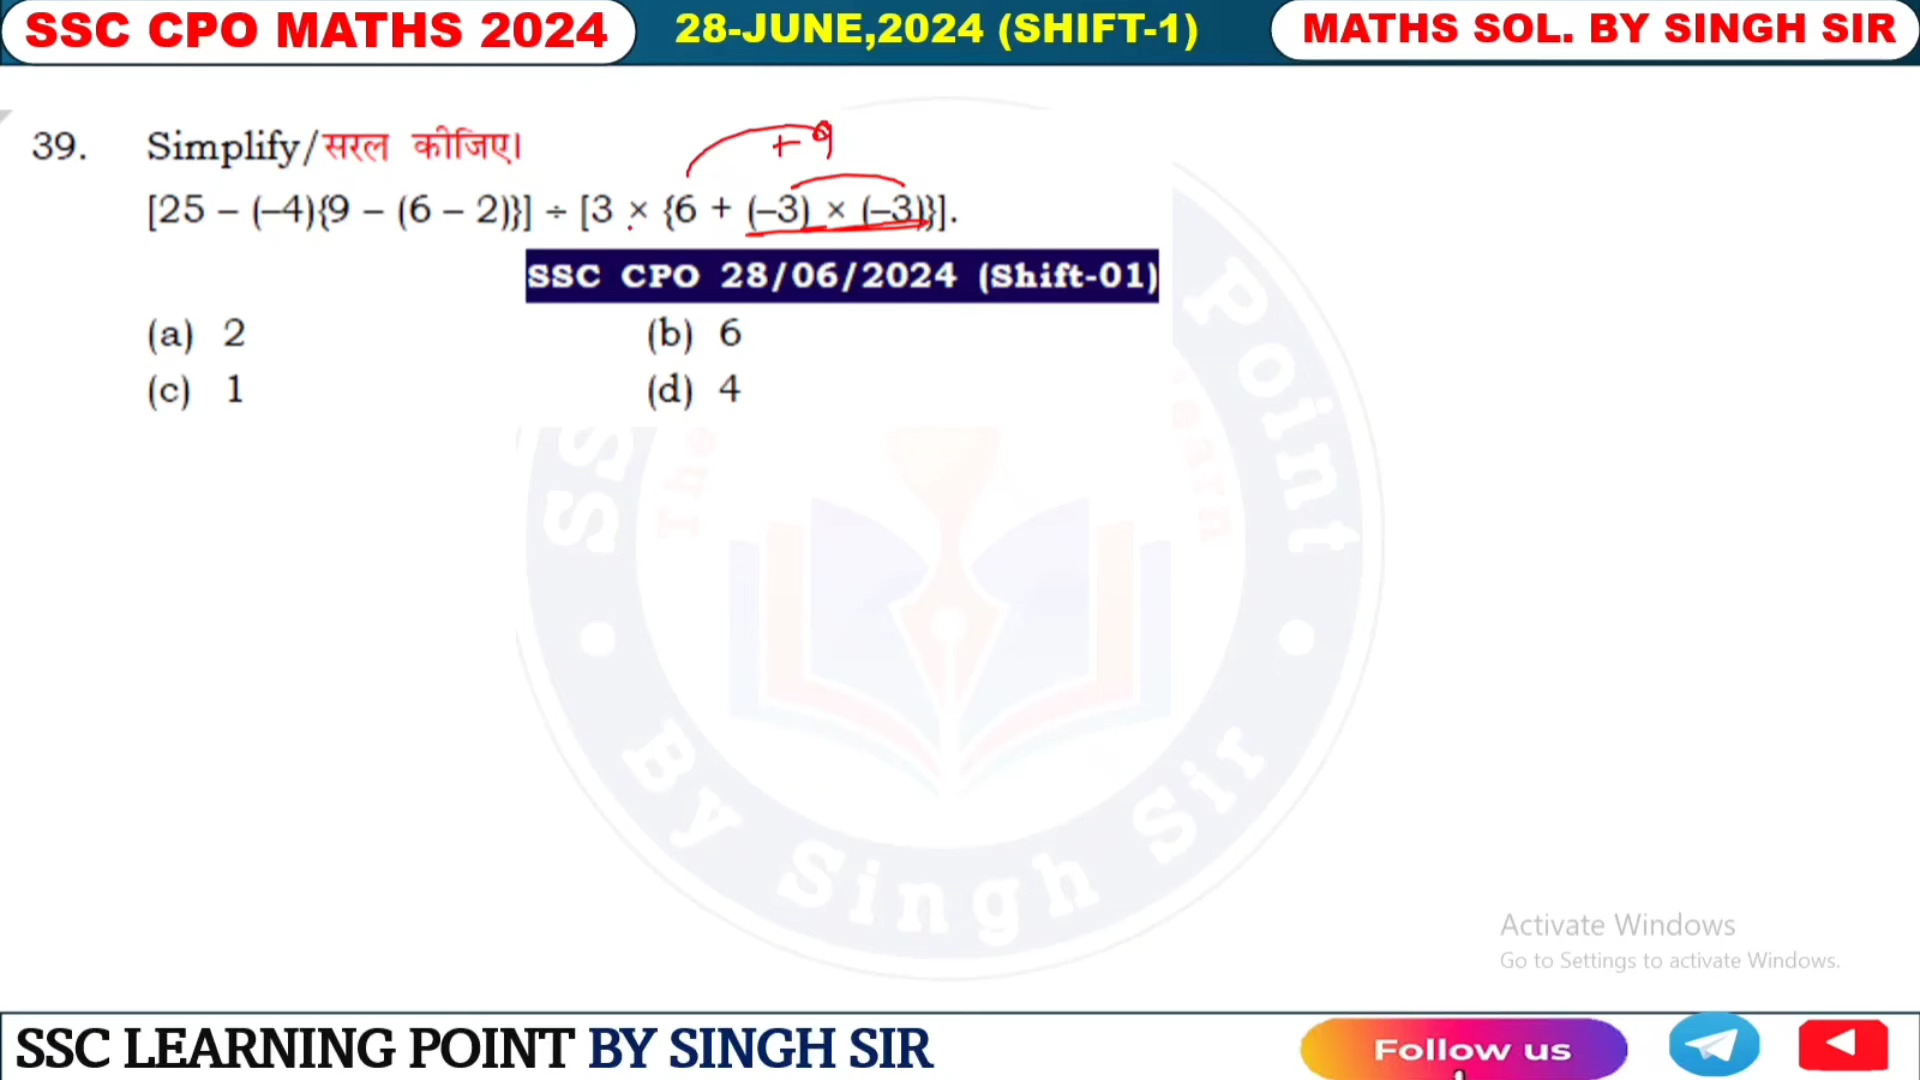 SSC CPO MATHS 2024
28-JUNE,2024 (SHIFT-1)
MATHS SOL. BY SINGH SIR
39. Simplify/सरल कीजिए।
+9
[25 – (–4){9 – (6 – 2)}] ÷ [3 × {6 + (–3) × (–3)}].
SSC CPO 28/06/2024 (Shift-01)
(a) 2
(b) 6
(c) 1
(d) 4
Point
The
By Singh Sir
Activate Windows
Go to Settings to activate Windows.
SSC LEARNING POINT BY SINGH SIR
Follow us